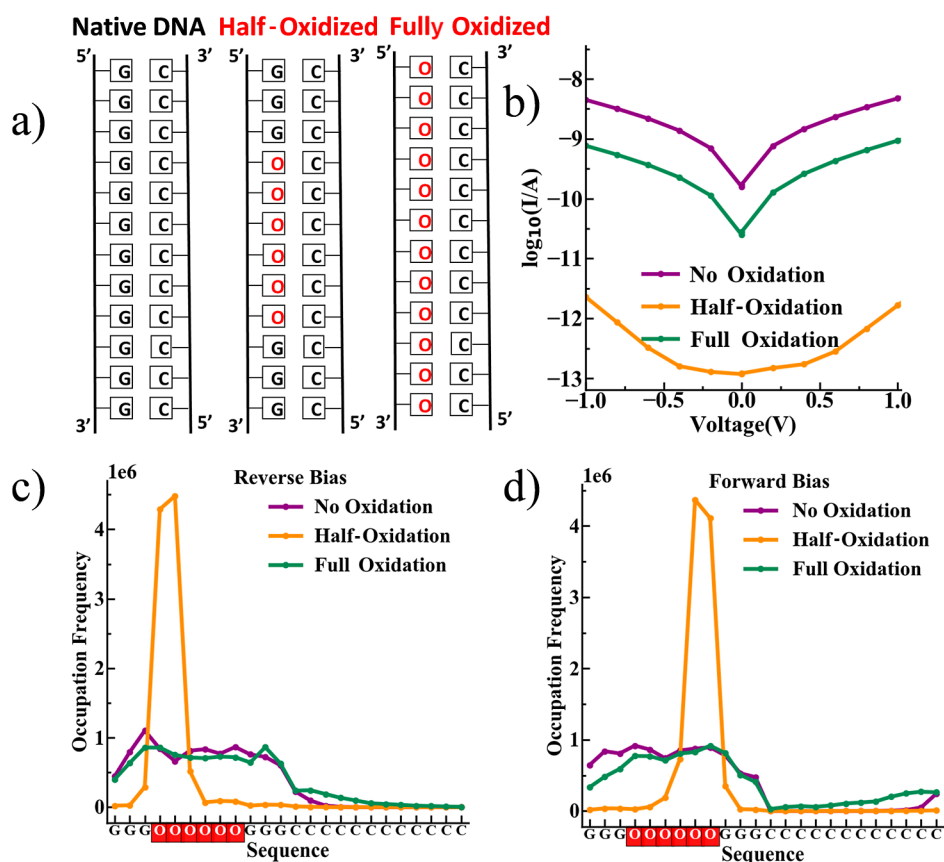 Native DNA Half-Oxidized Fully Oxidized
5’ 3’ 5’ 3’ 5’ 3’
a)
G C G C O C
G C G C O C
G C G C O C
G C O C O C
G C O C O C
G C O C O C
G C O C O C
G C O C O C
G C O C O C
G C G C O C
G C G C O C
G C G C O C
3’ 5’ 3’ 5’ 3’ 5’
b)
log₁₀(I/A)
−8
−9
−10
−11
−12
−13
No Oxidation
Half-Oxidation
Full Oxidation
−1.0 −0.5 0.0 0.5 1.0
Voltage(V)
c)
1e6
Reverse Bias
No Oxidation
Half-Oxidation
Full Oxidation
Occupation Frequency
4
3
2
1
0
G G G O O O O O O G G G C C C C C C C C C C C C
Sequence
d)
1e6
Forward Bias
No Oxidation
Half-Oxidation
Full Oxidation
Occupation Frequency
4
3
2
1
0
G G G O O O O O O G G G C C C C C C C C C C C C
Sequence